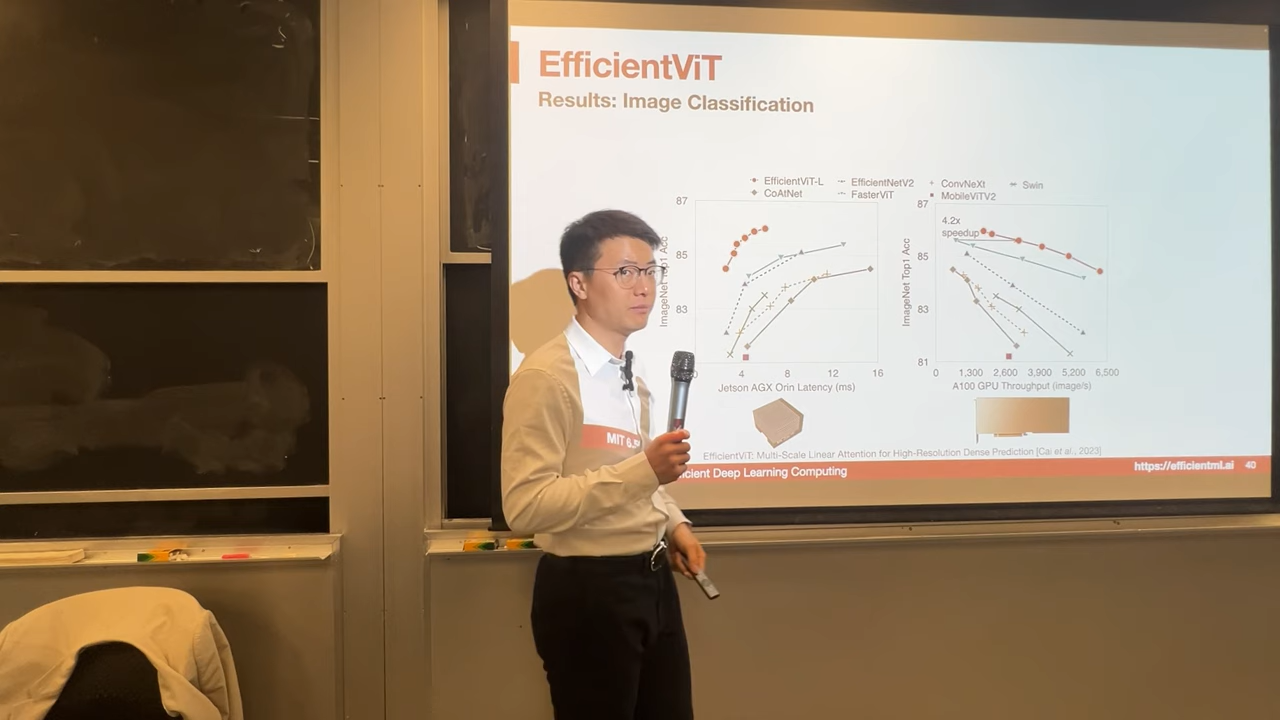 EfficientViT
Results: Image Classification
EfficientViT-L
EfficientNetV2
ConvNeXt
Swin
CoAtNet
FasterViT
MobileViTV2
87
85
83
ImageNet Top1 Acc
0
4
8
12
16
Jetson AGX Orin Latency (ms)
87
85
83
81
ImageNet Top1 Acc
4.2x
speedup
0
1,300
2,600
3,900
5,200
6,500
A100 GPU Throughput (image/s)
EfficientViT: Multi-Scale Linear Attention for High-Resolution Dense Prediction [Cai et al., 2023]
MIT 6.5
icient Deep Learning Computing
https://efficientml.ai
40